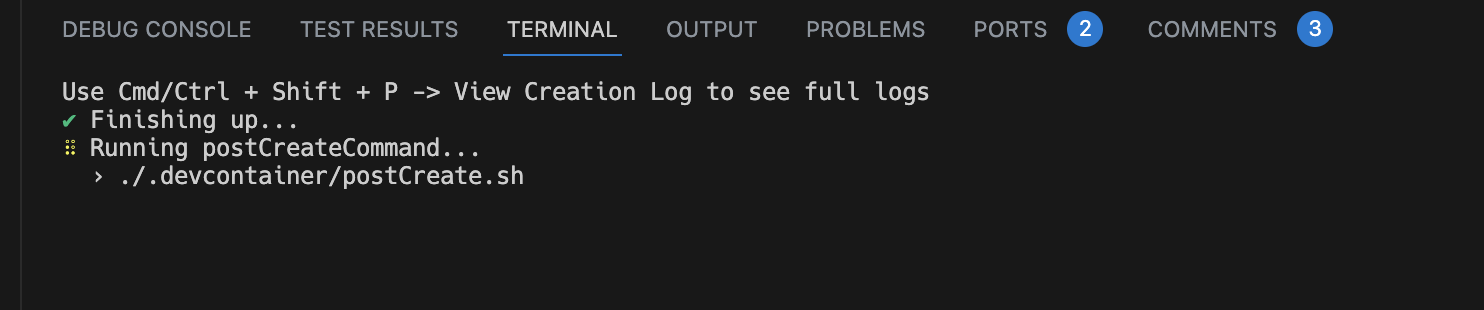 DEBUG CONSOLE TEST RESULTS TERMINAL OUTPUT PROBLEMS PORTS 2 COMMENTS 3
Use Cmd/Ctrl + Shift + P -> View Creation Log to see full logs
✔ Finishing up...
⠿ Running postCreateCommand...
› ./.devcontainer/postCreate.sh